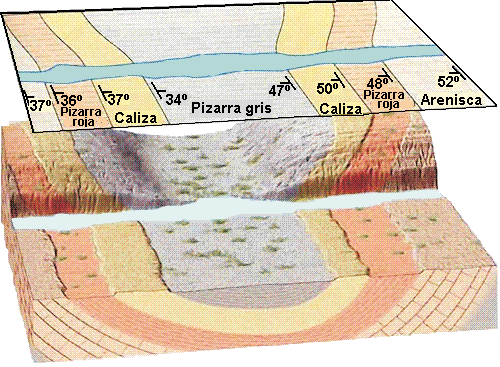 37º 36º 37º 34º 47º 50º 48º 52º
Pizarra roja Caliza Pizarra gris Caliza Pizarra roja Arenisca